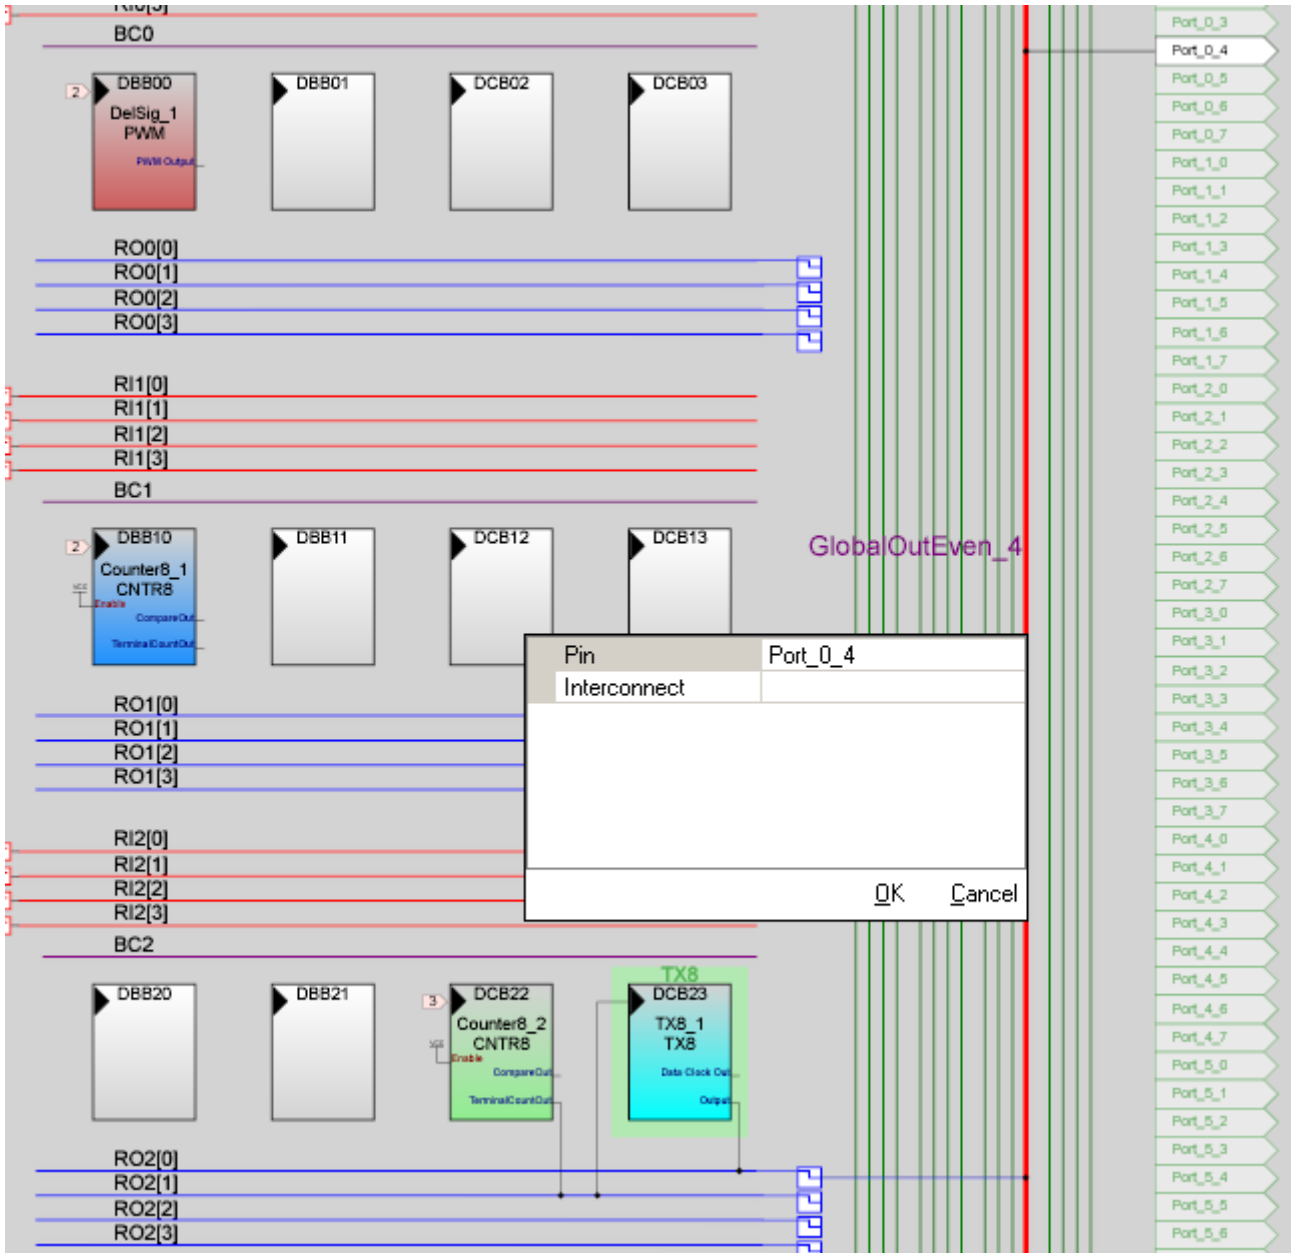 RI0[3]
BC0
Port_0_3
Port_0_4
Port_0_5
Port_0_6
Port_0_7
Port_1_0
Port_1_1
Port_1_2
Port_1_3
Port_1_4
Port_1_5
Port_1_6
Port_1_7
Port_2_0
Port_2_1
Port_2_2
Port_2_3
Port_2_4
Port_2_5
Port_2_6
Port_2_7
Port_3_0
Port_3_1
Port_3_2
Port_3_3
Port_3_4
Port_3_5
Port_3_6
Port_3_7
Port_4_0
Port_4_1
Port_4_2
Port_4_3
Port_4_4
Port_4_5
Port_4_6
Port_4_7
Port_5_0
Port_5_1
Port_5_2
Port_5_3
Port_5_4
Port_5_5
Port_5_6
2
DBB00
DelSig_1
PWM
PWM Output
DBB01
DCB02
DCB03
RO0[0]
RO0[1]
RO0[2]
RO0[3]
RI1[0]
RI1[1]
RI1[2]
RI1[3]
BC1
2
DBB10
Counter8_1
CNTR8
VCC
Enable
CompareOut
TerminalCountOut
DBB11
DCB12
DCB13
GlobalOutEven_4
Pin Port_0_4
Interconnect
OK Cancel
RO1[0]
RO1[1]
RO1[2]
RO1[3]
RI2[0]
RI2[1]
RI2[2]
RI2[3]
BC2
DBB20
DBB21
3
DCB22
Counter8_2
CNTR8
VCC
Enable
CompareOut
TerminalCountOut
TX8
DCB23
TX8_1
TX8
Data Clock Out
Output
RO2[0]
RO2[1]
RO2[2]
RO2[3]